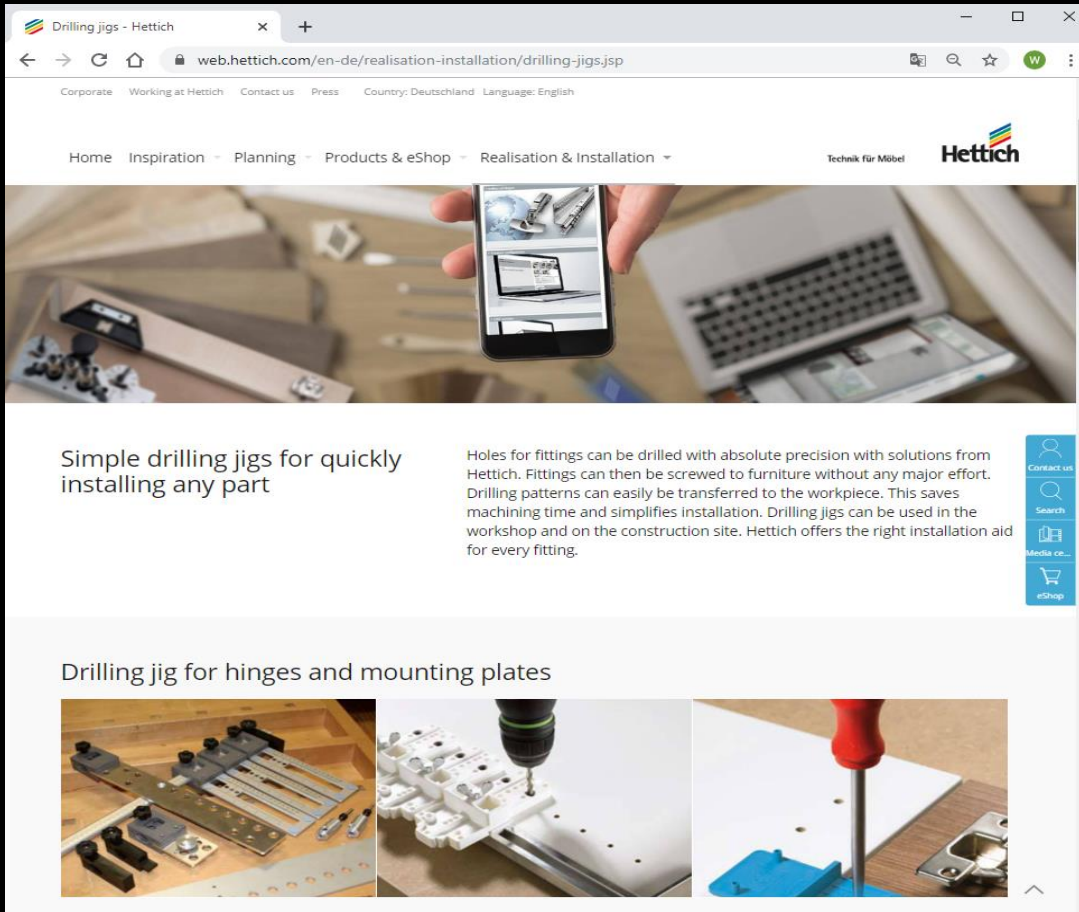 Drilling jigs - Hettich
web.hettich.com/en-de/realisation-installation/drilling-jigs.jsp
W
Corporate Working at Hettich Contact us Press Country: Deutschland Language: English
Home Inspiration Planning Products & eShop Realisation & Installation
Technik für Möbel
Hettich
Simple drilling jigs for quickly
installing any part
Holes for fittings can be drilled with absolute precision with solutions from
Hettich. Fittings can then be screwed to furniture without any major effort.
Drilling patterns can easily be transferred to the workpiece. This saves
machining time and simplifies installation. Drilling jigs can be used in the
workshop and on the construction site. Hettich offers the right installation aid
for every fitting.
Contact us
Search
Media ce...
eShop
Drilling jig for hinges and mounting plates